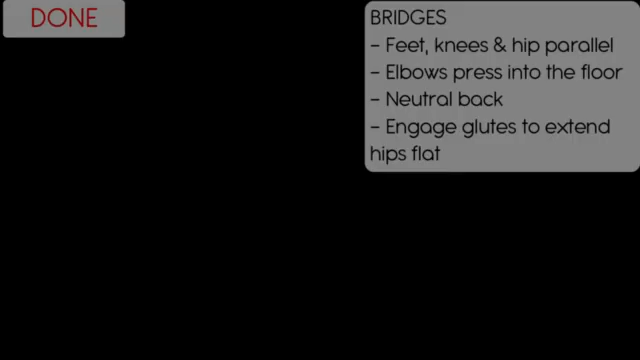 DONE
BRIDGES
- Feet, knees & hip parallel
- Elbows press into the floor
- Neutral back
- Engage glutes to extend
hips flat